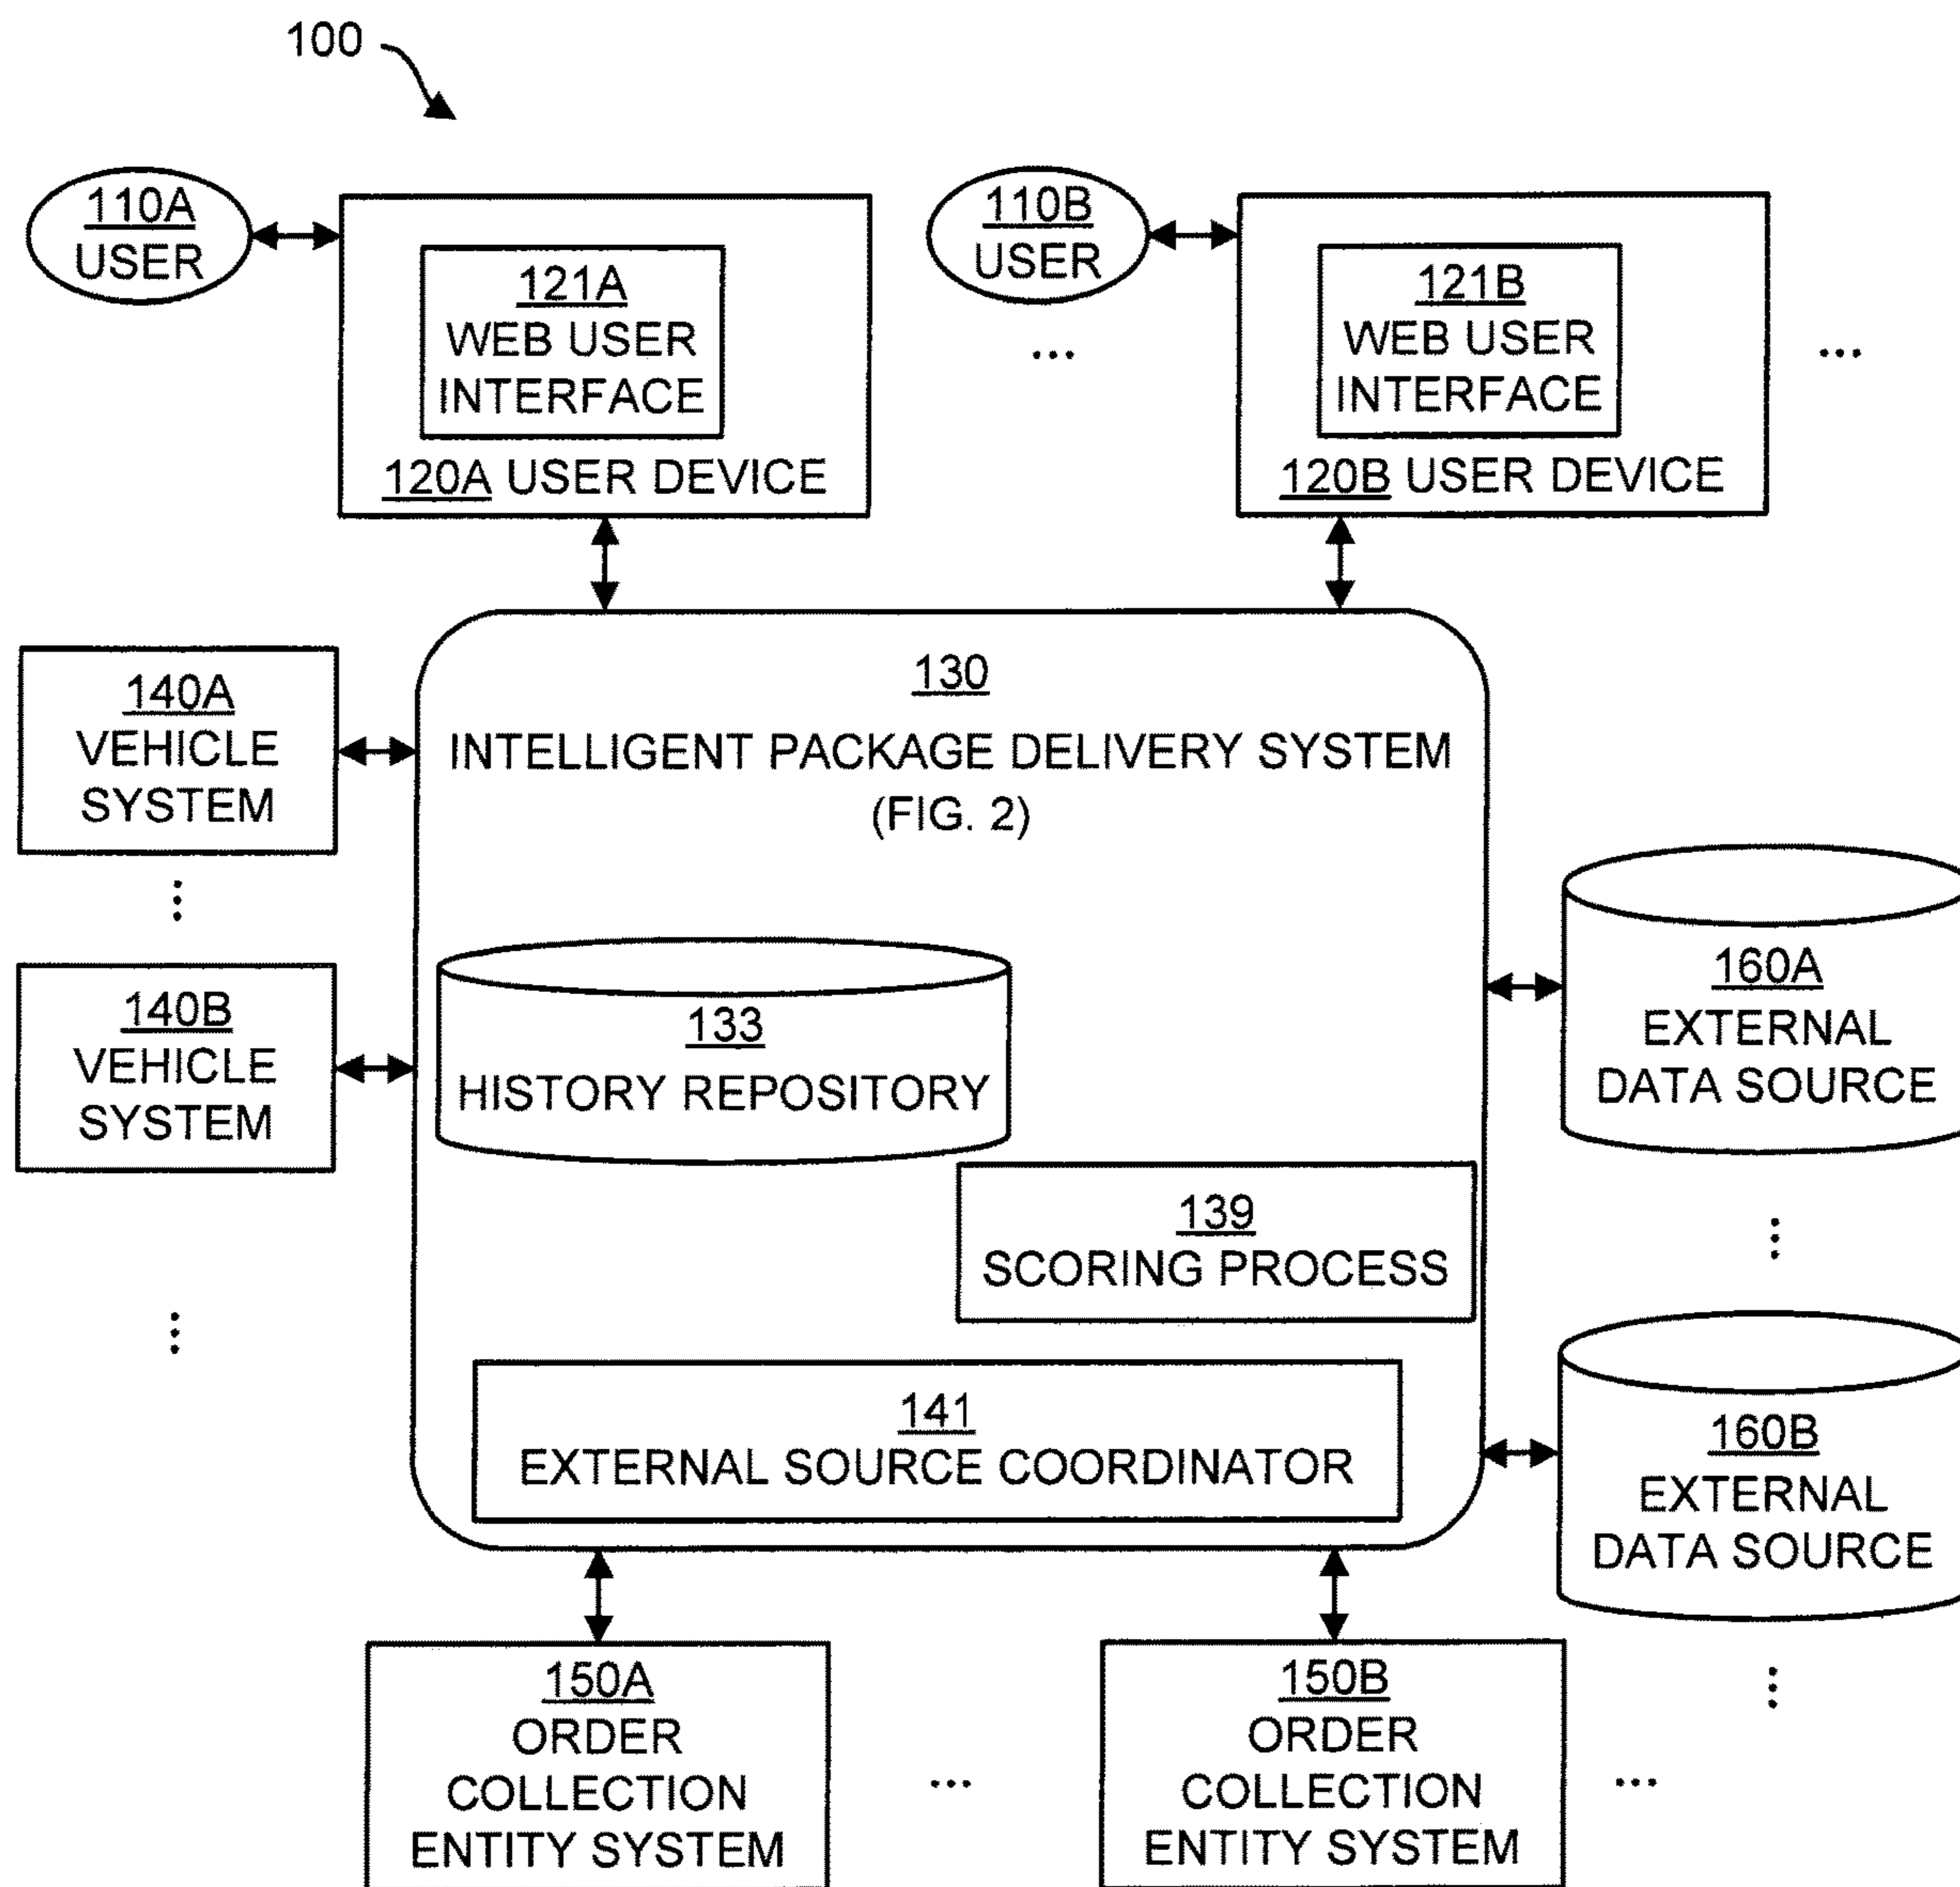 100
110A
USER
121A
WEB USER
INTERFACE
120A USER DEVICE
110B
USER
...
121B
WEB USER
INTERFACE
120B USER DEVICE
...
140A
VEHICLE
SYSTEM
...
140B
VEHICLE
SYSTEM
...
130
INTELLIGENT PACKAGE DELIVERY SYSTEM
(FIG. 2)
133
HISTORY REPOSITORY
139
SCORING PROCESS
141
EXTERNAL SOURCE COORDINATOR
160A
EXTERNAL
DATA SOURCE
...
160B
EXTERNAL
DATA SOURCE
...
150A
ORDER
COLLECTION
ENTITY SYSTEM
...
150B
ORDER
COLLECTION
ENTITY SYSTEM
...